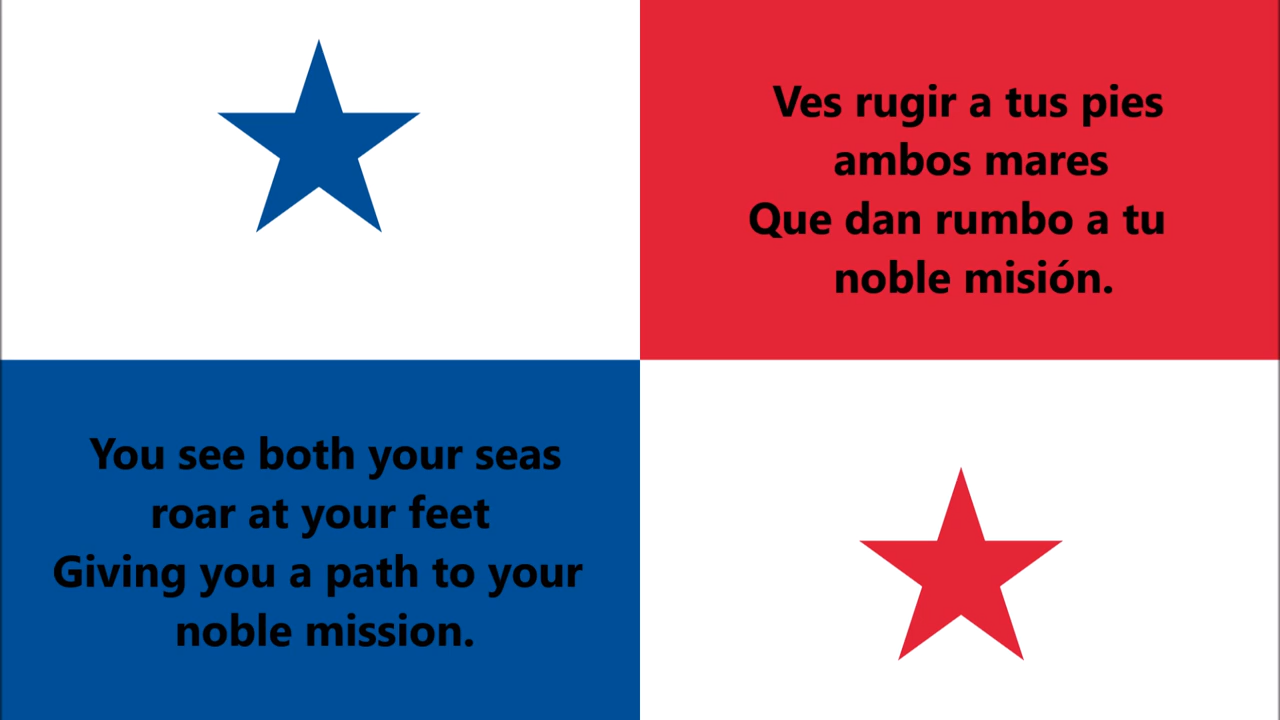 Ves rugir a tus pies
ambos mares
Que dan rumbo a tu
noble misión.
You see both your seas
roar at your feet
Giving you a path to your
noble mission.